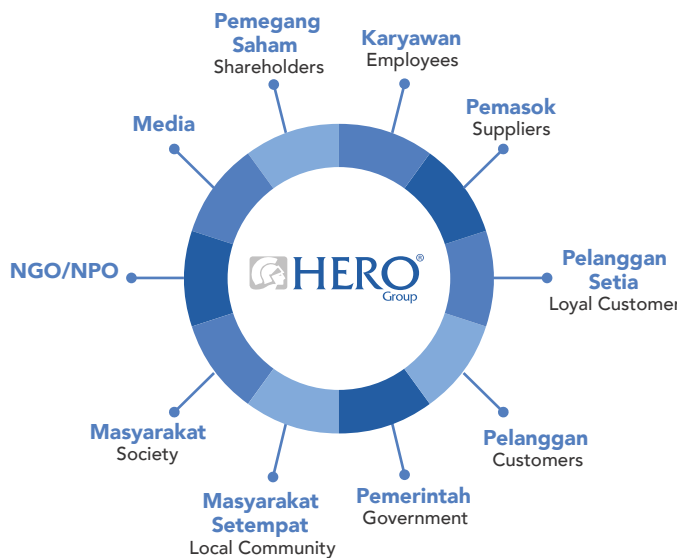 Pemegang
Saham
Shareholders
Karyawan
Employees
Pemasok
Suppliers
Pelanggan
Setia
Loyal Customer
Pelanggan
Customers
Pemerintah
Government
Masyarakat
Setempat
Local Community
Masyarakat
Society
NGO/NPO
Media
HERO®
Group